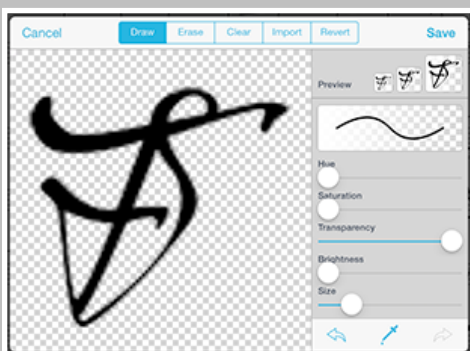 Cancel Draw Erase Clear Import Revert Save
Preview
Hue
Saturation
Transparency
Brightness
Size